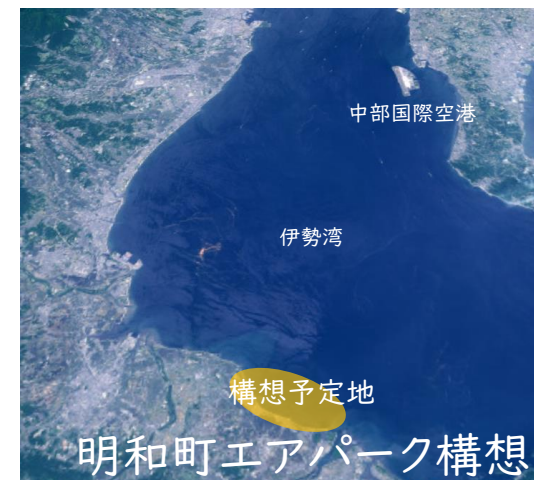 中部国際空港
伊勢湾
構想予定地
明和町エアパーク構想